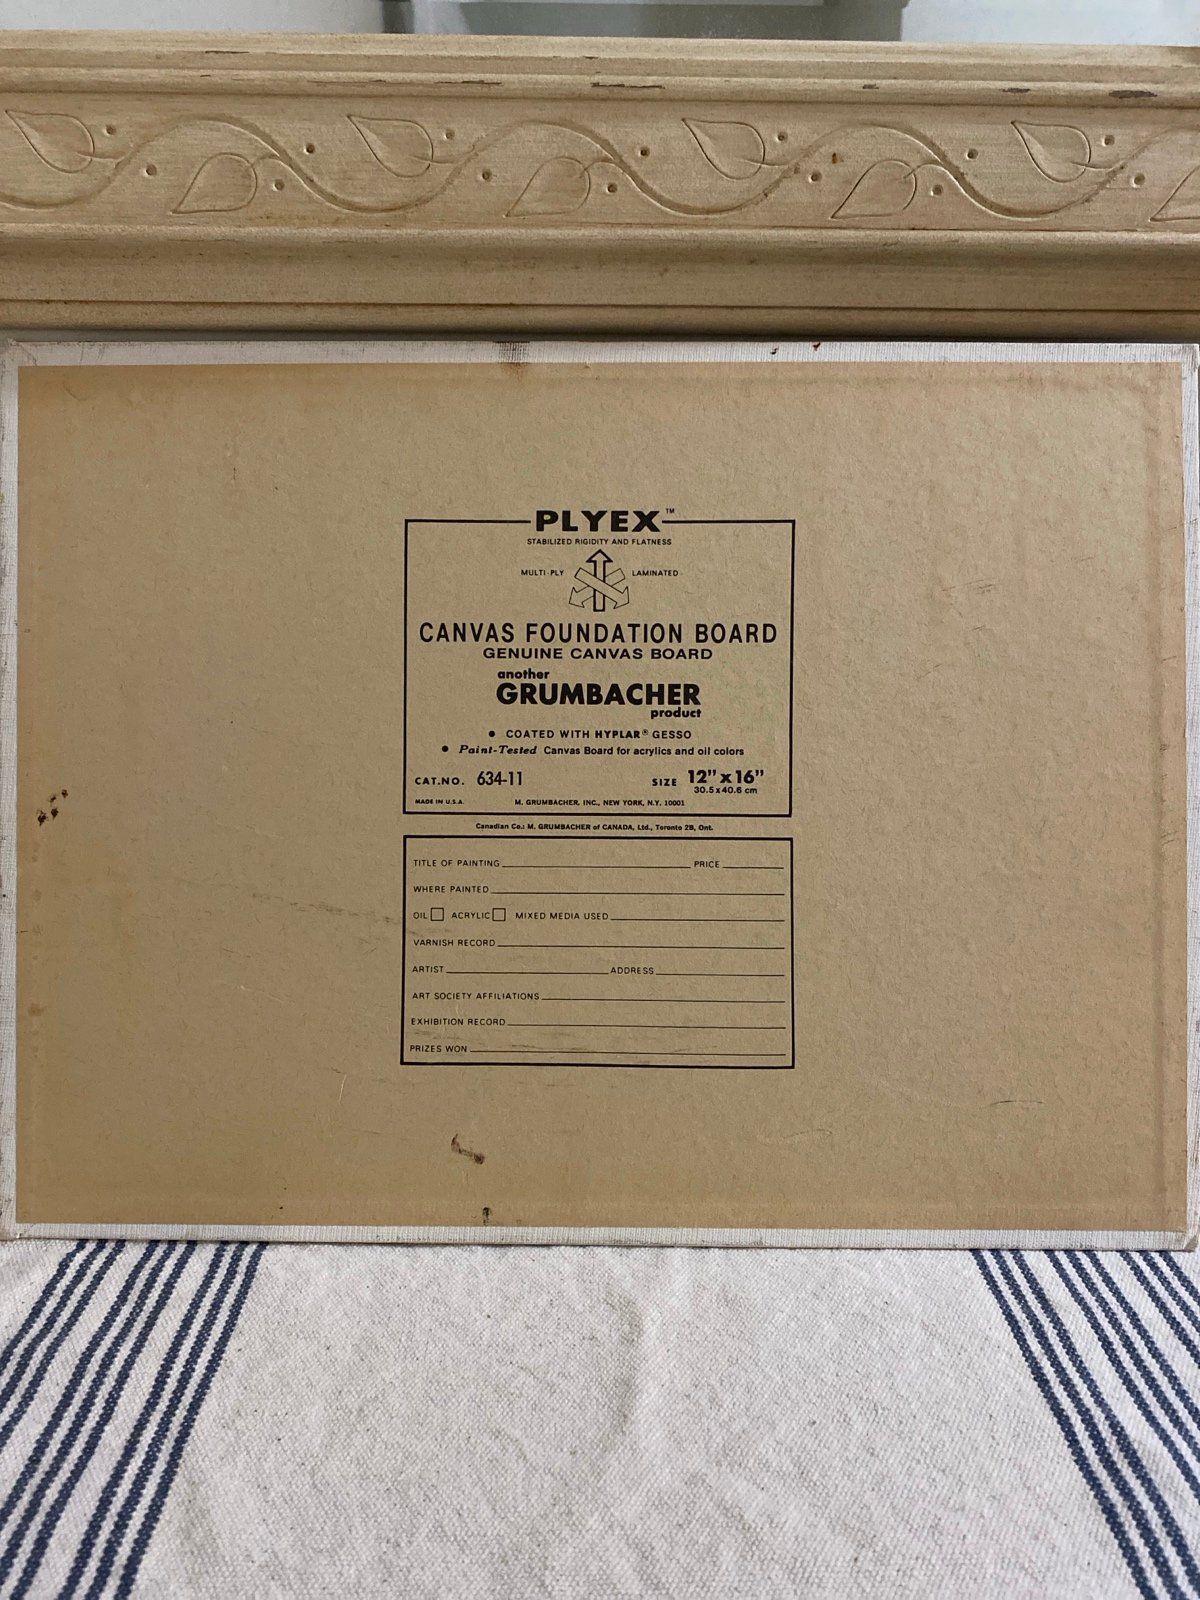 PLYEX™
STABILIZED RIGIDITY AND FLATNESS
MULTI-PLY LAMINATED
CANVAS FOUNDATION BOARD
GENUINE CANVAS BOARD
another
GRUMBACHER
product
• COATED WITH HYPLAR® GESSO
• Paint-Tested Canvas Board for acrylics and oil colors
CAT.NO. 634-11 SIZE 12" x 16"
30.5 x 40.6 cm
MADE IN U.S.A. M. GRUMBACHER, INC., NEW YORK, N.Y. 10001
Canadian Co.: M. GRUMBACHER of CANADA, Ltd., Toronto 2B, Ont.
TITLE OF PAINTING PRICE
WHERE PAINTED
OIL ACRYLIC MIXED MEDIA USED
VARNISH RECORD
ARTIST ADDRESS
ART SOCIETY AFFILIATIONS
EXHIBITION RECORD
PRIZES WON